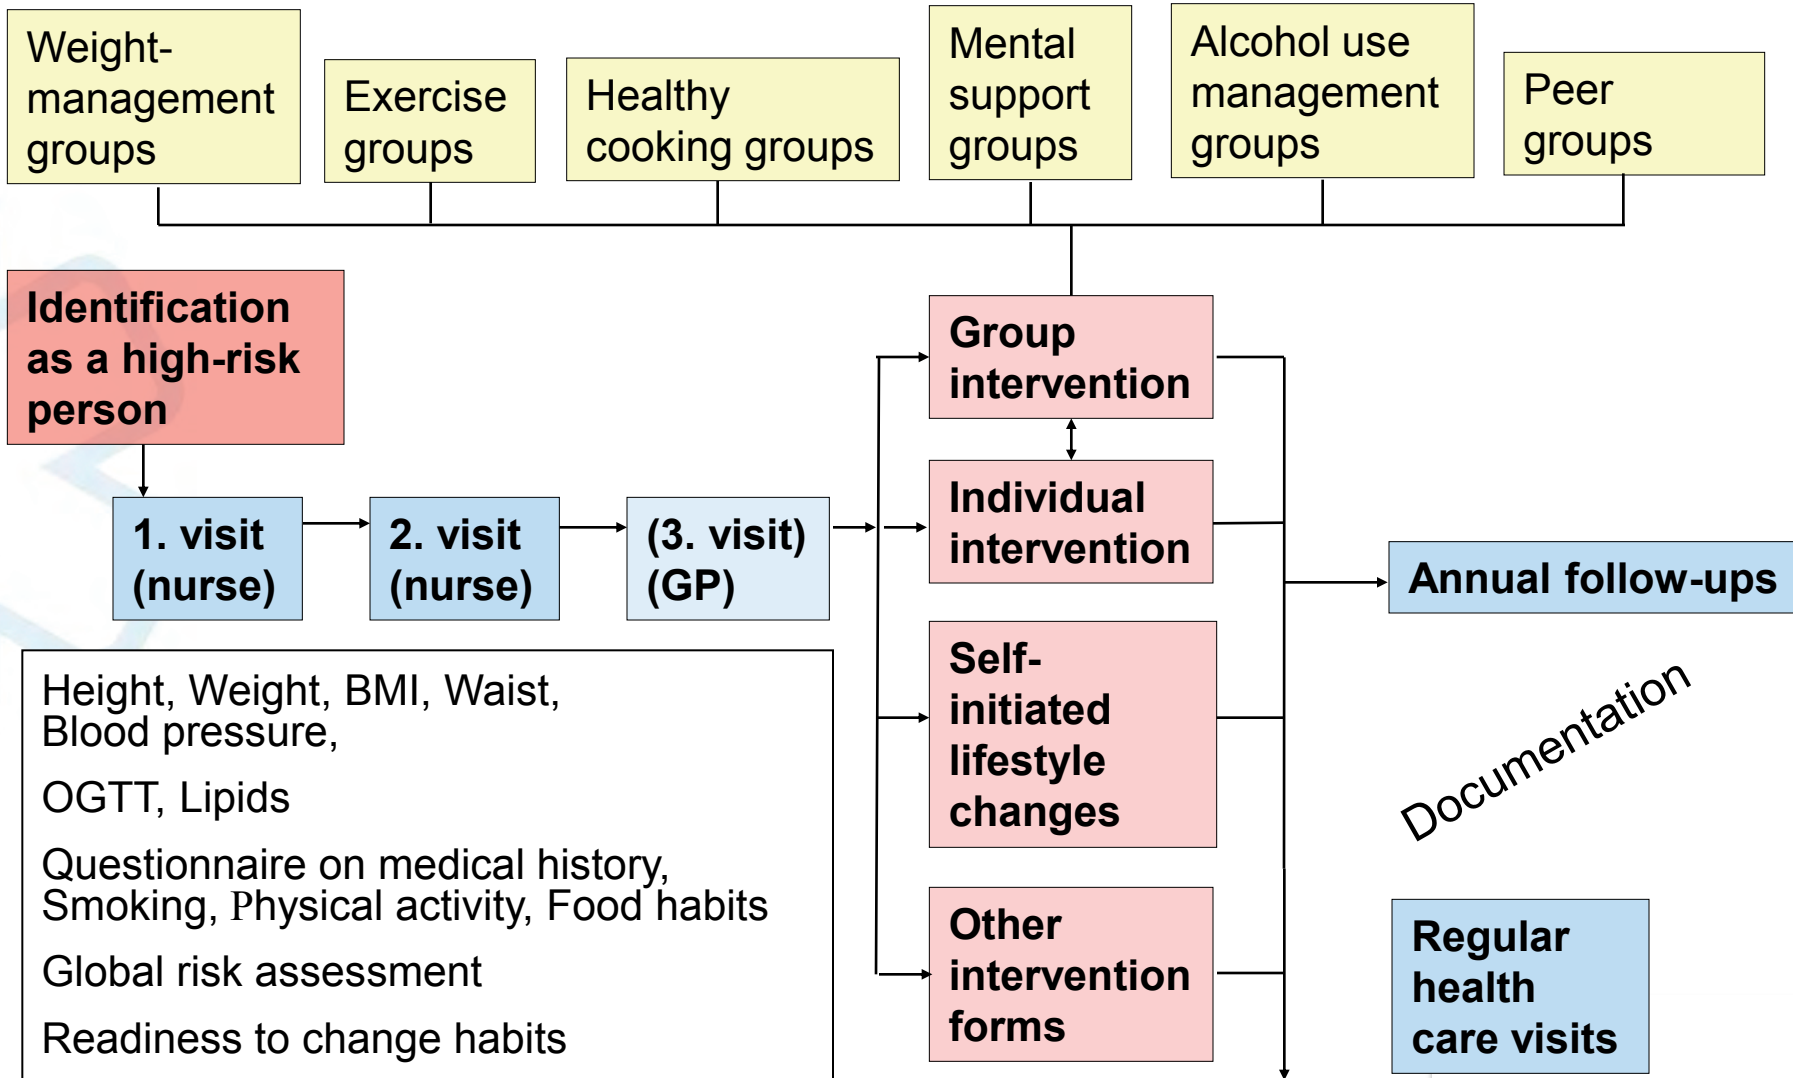 Weight-
management
groups
Exercise
groups
Healthy
cooking groups
Mental
support
groups
Alcohol use
management
groups
Peer
groups
Identification
as a high-risk
person
Group
intervention
Individual
intervention
1. visit
(nurse)
2. visit
(nurse)
(3. visit)
(GP)
Annual follow-ups
Self-
initiated
lifestyle
changes
Height, Weight, BMI, Waist,
Blood pressure,
OGTT, Lipids
Questionnaire on medical history,
Smoking, Physical activity, Food habits
Global risk assessment
Readiness to change habits
Documentation
Other
intervention
forms
Regular
health
care visits